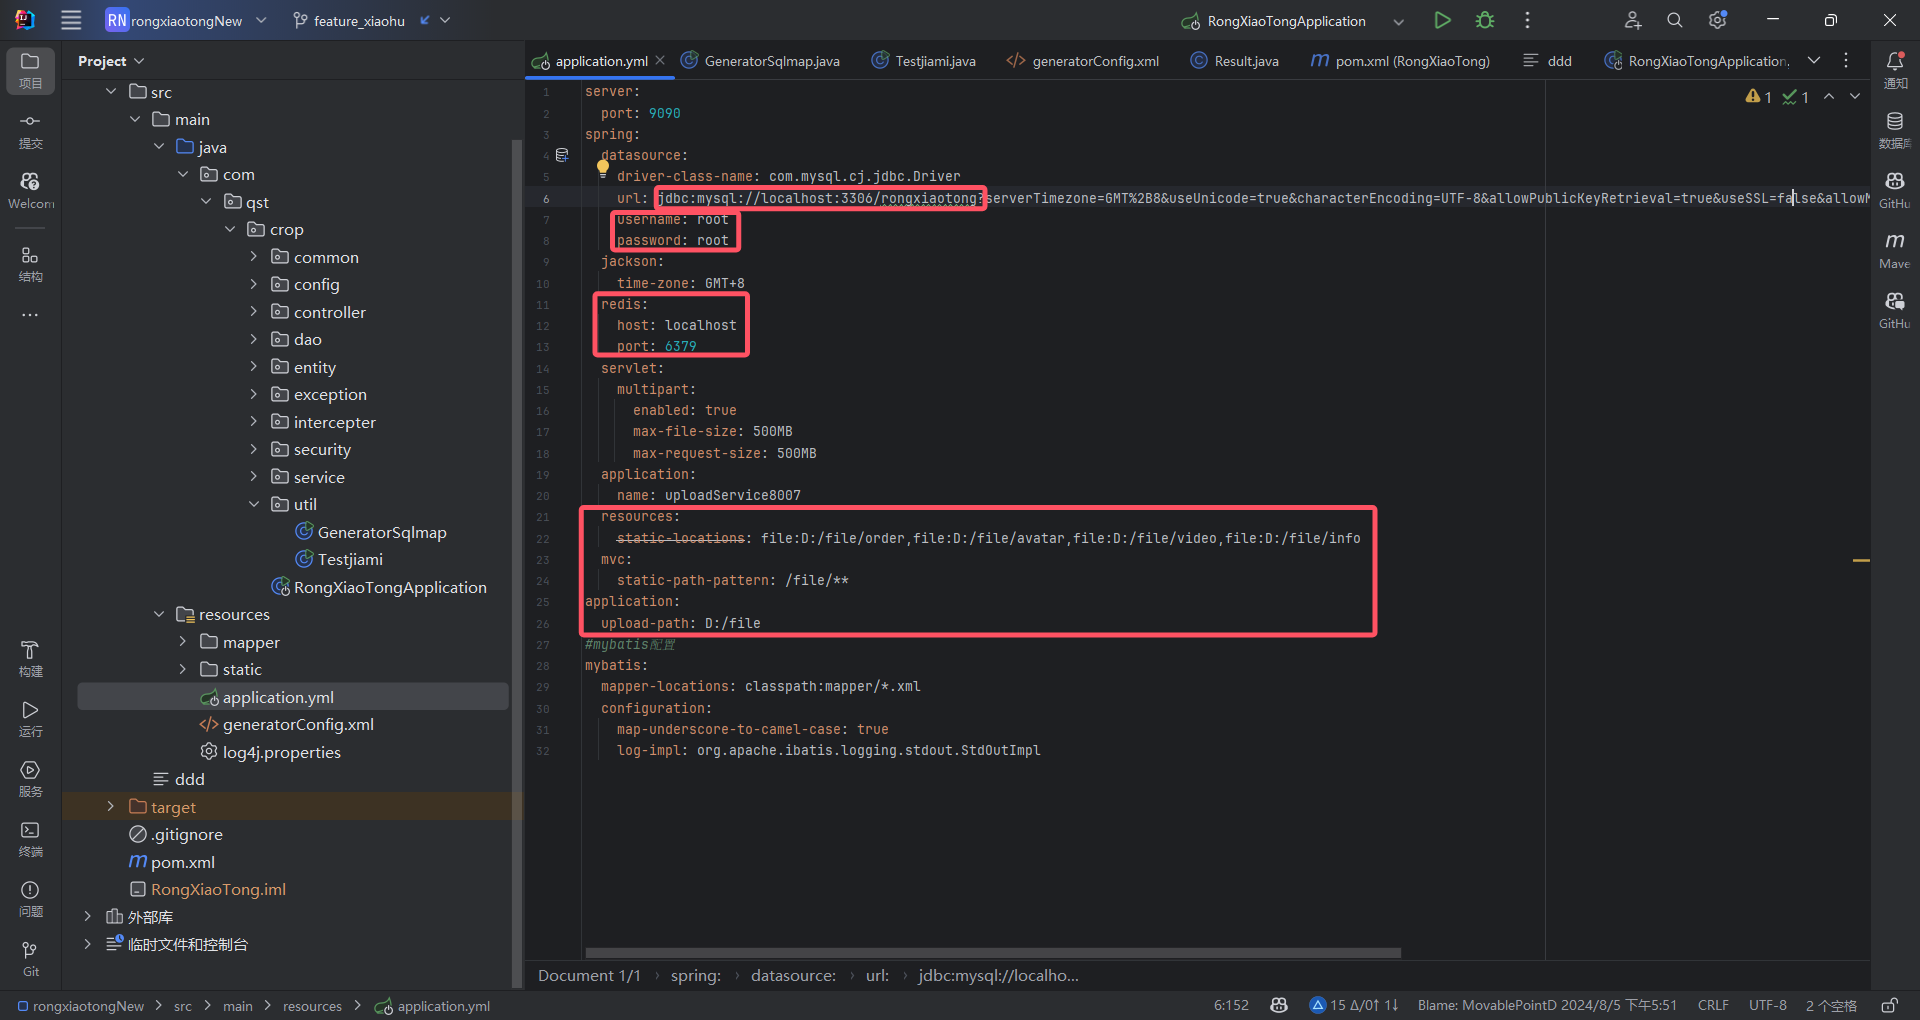 RN rongxiaotongNew feature_xiaohu RongXiaoTongApplication
项目
提交
Welcom
结构
构建
运行
服务
终端
问题
Git
Project
src
main
java
com
qst
crop
common
config
controller
dao
entity
exception
intercepter
security
service
util
GeneratorSqlmap
Testjiami
RongXiaoTongApplication
resources
mapper
static
application.yml
generatorConfig.xml
log4j.properties
ddd
target
.gitignore
pom.xml
RongXiaoTong.iml
外部库
临时文件和控制台
application.yml GeneratorSqlmap.java Testjiami.java generatorConfig.xml Result.java pom.xml (RongXiaoTong) ddd RongXiaoTongApplication.
1 1
1 server:
2 port: 9090
3 spring:
4 datasource:
5 driver-class-name: com.mysql.cj.jdbc.Driver
6 url: jdbc:mysql://localhost:3306/rongxiaotong?serverTimezone=GMT%2B8&useUnicode=true&characterEncoding=UTF-8&allowPublicKeyRetrieval=true&useSSL=false&allowM
7 username: root
8 password: root
9 jackson:
10 time-zone: GMT+8
11 redis:
12 host: localhost
13 port: 6379
14 servlet:
15 multipart:
16 enabled: true
17 max-file-size: 500MB
18 max-request-size: 500MB
19 application:
20 name: uploadService8007
21 resources:
22 static-locations: file:D:/file/order,file:D:/file/avatar,file:D:/file/video,file:D:/file/info
23 mvc:
24 static-path-pattern: /file/**
25 application:
26 upload-path: D:/file
27 #mybatis配置
28 mybatis:
29 mapper-locations: classpath:mapper/*.xml
30 configuration:
31 map-underscore-to-camel-case: true
32 log-impl: org.apache.ibatis.logging.stdout.StdOutImpl
Document 1/1 › spring: › datasource: › url: › jdbc:mysql://localho...
通知
数据库
GitHu
m
Mave
GitHu
rongxiaotongNew > src > main > resources > application.yml
6:152 15 Δ/0↑ 1↓ Blame: MovablePointD 2024/8/5 下午5:51 CRLF UTF-8 2 个空格